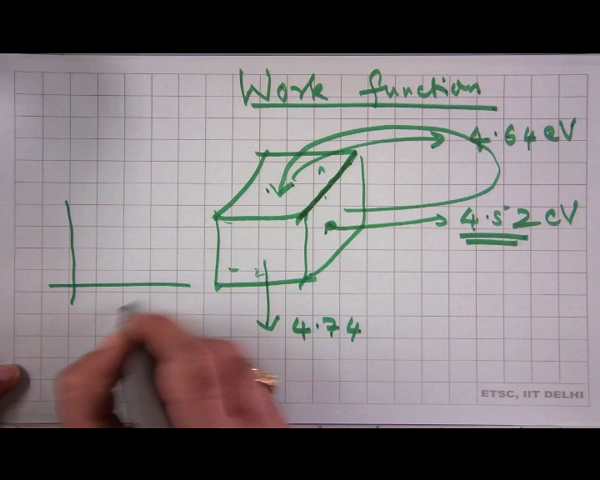 Work function
4.64 eV
4.52 eV
4.74
ETSC, IIT DELHI